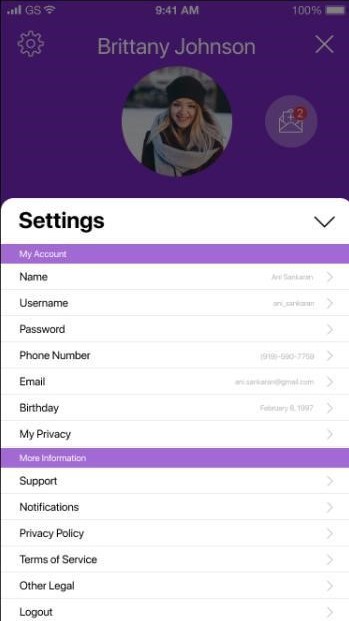 GS 9:41 AM 100%
Brittany Johnson
2
Settings
My Account
Name Ani Sankaran
Username ani_sankaran
Password
Phone Number (919)-590-7759
Email ani.sankaran@gmail.com
Birthday February 8, 1997
My Privacy
More Information
Support
Notifications
Privacy Policy
Terms of Service
Other Legal
Logout